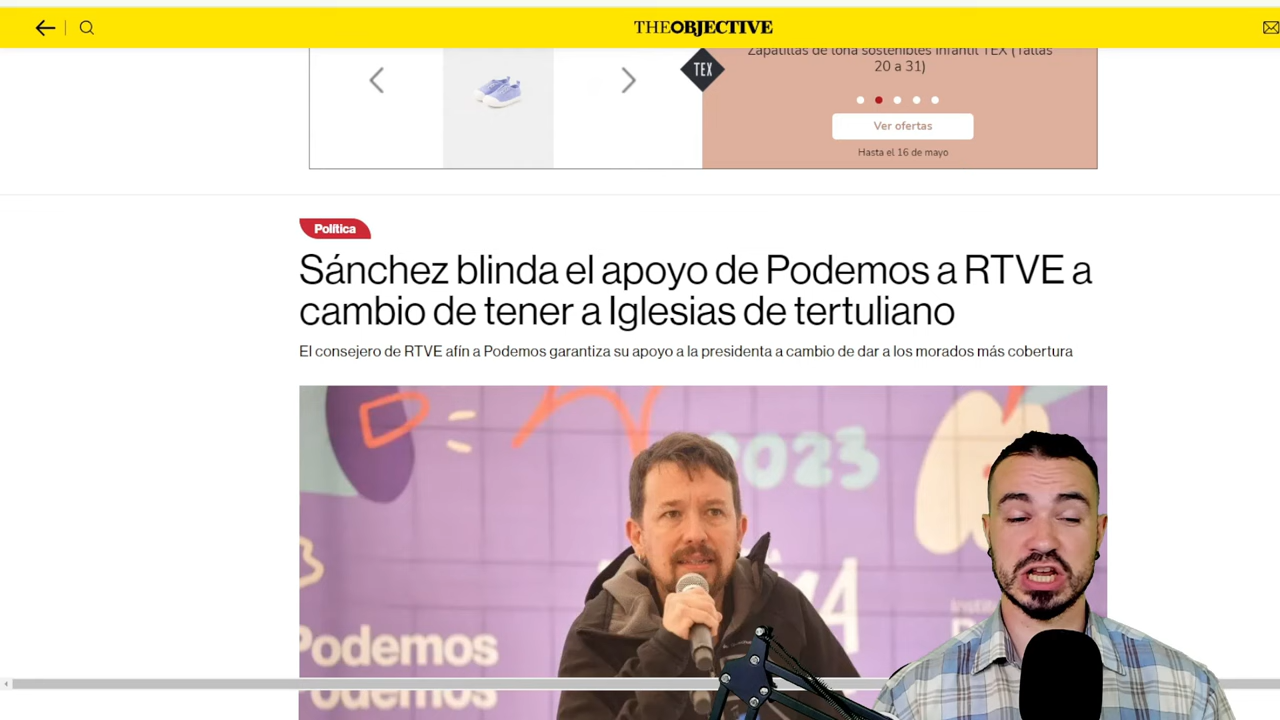 THEOBJECTIVE
Zapatillas de lona sostenibles Infantil TEX (Tallas
20 a 31)
TEX
Ver ofertas
Hasta el 16 de mayo
Política
Sánchez blinda el apoyo de Podemos a RTVE a
cambio de tener a Iglesias de tertuliano
El consejero de RTVE afín a Podemos garantiza su apoyo a la presidenta a cambio de dar a los morados más cobertura
2023
Podemos